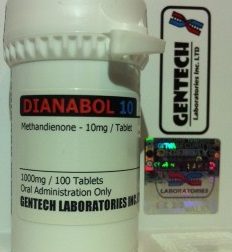 DIANABOL 10
Methandienone - 10mg / Tablet
1000mg / 100 Tablets
Oral Administration Only
GENTECH LABORATORIES INC.
GENTECH
Laboratories Inc. LTD
LABORATORIES